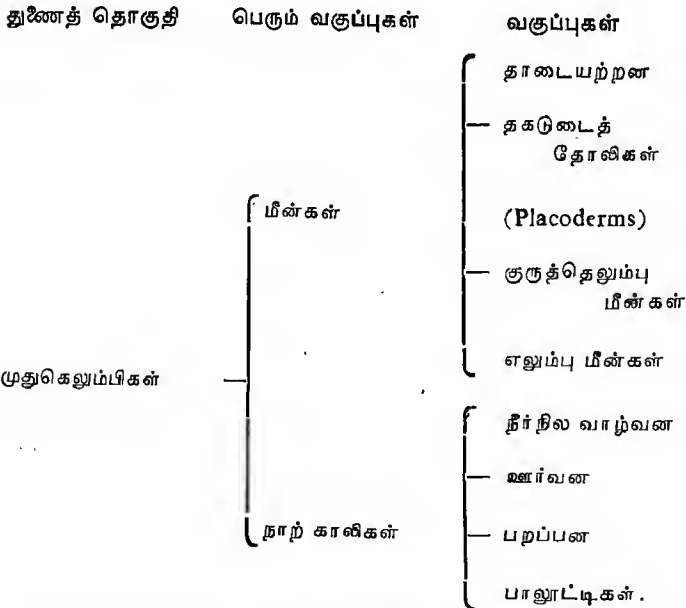 துணைத் தொகுதி பெரும் வகுப்புகள் வகுப்புகள்
தாடையற்றன
தகடுடைத்
தோலிகள்
மீன்கள்
(Placoderms)
குருத்தெலும்பு
மீன்கள்
எலும்பு மீன்கள்
முதுகெலும்பிகள்
நீர்நில வாழ்வன
ஊர்வன
நாற் காலிகள்
பறப்பன
பாலூட்டிகள்.